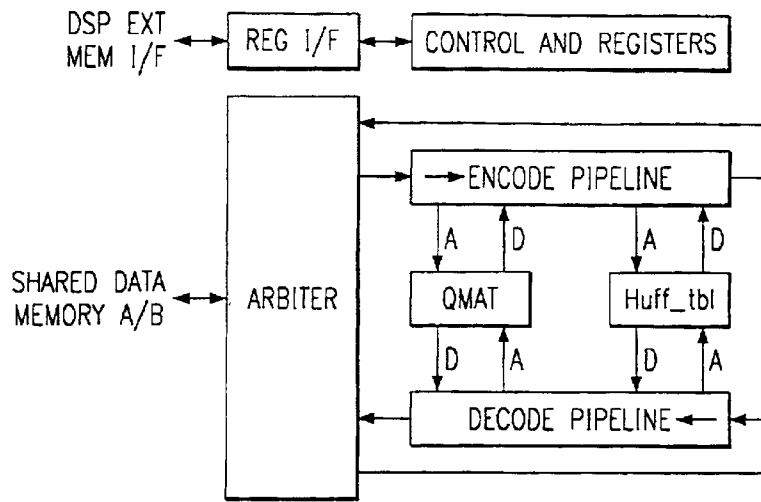 DSP EXT
MEM I/F
REG I/F
CONTROL AND REGISTERS
ENCODE PIPELINE
A
D
A
D
SHARED DATA
MEMORY A/B
ARBITER
QMAT
Huff_tbl
D
A
D
A
DECODE PIPELINE